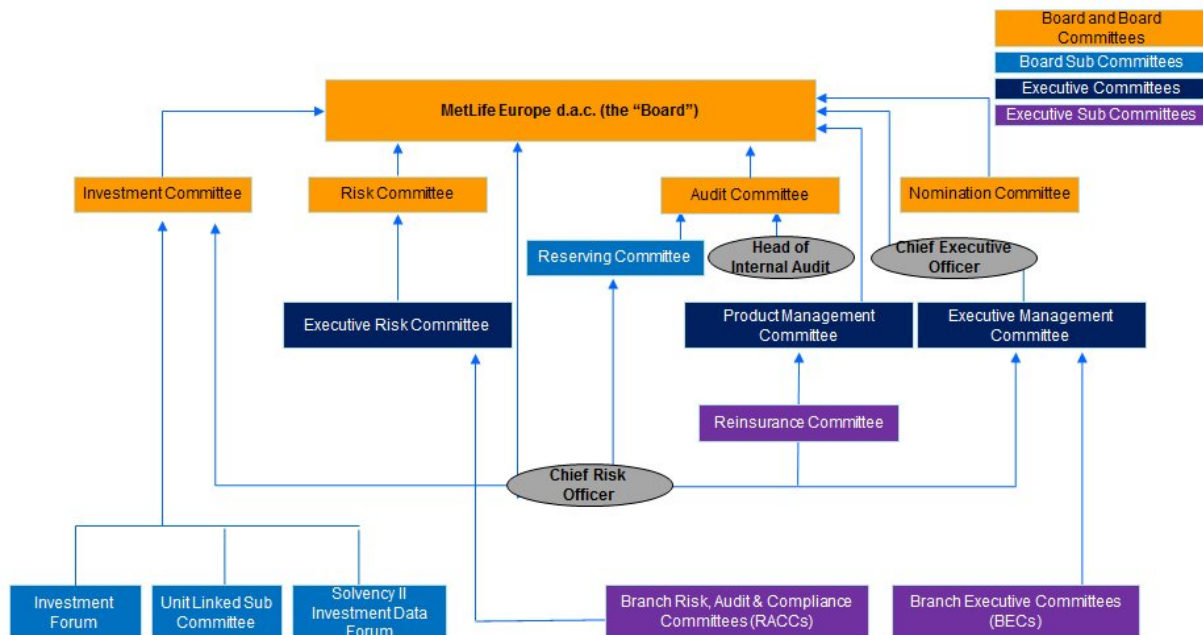 Board and Board
Committees
Board Sub Committees
Executive Committees
Executive Sub Committees
MetLife Europe d.a.c. (the “Board”)
Investment Committee
Risk Committee
Audit Committee
Nomination Committee
Reserving Committee
Head of
Internal Audit
Chief Executive
Officer
Executive Risk Committee
Product Management
Committee
Executive Management
Committee
Reinsurance Committee
Chief Risk
Officer
Investment
Forum
Unit Linked Sub
Committee
Solvency II
Investment Data
Forum
Branch Risk, Audit & Compliance
Committees (RACCs)
Branch Executive Committees
(BECs)